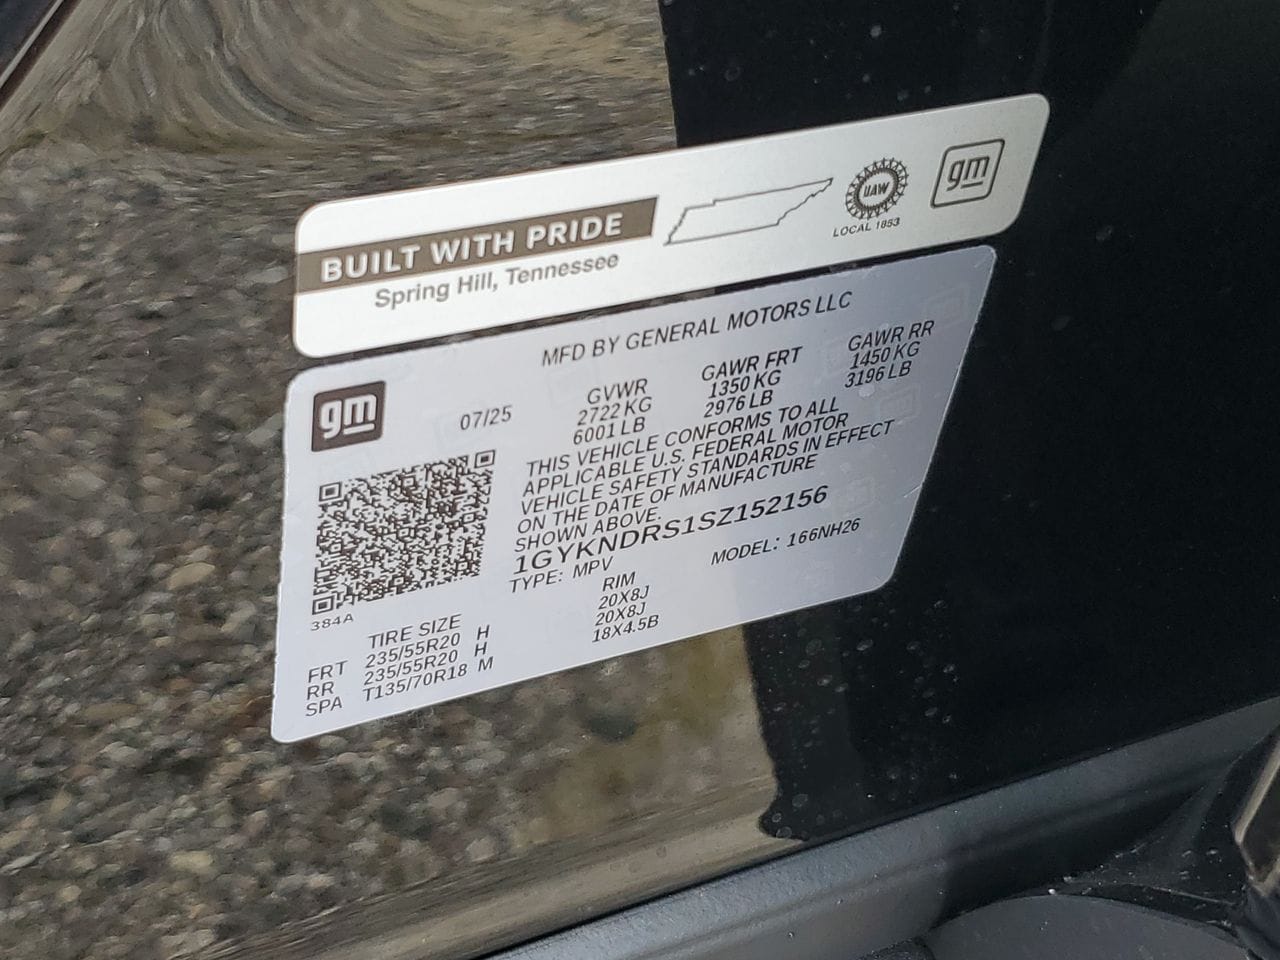 BUILT WITH PRIDE
Spring Hill, Tennessee
UAW
LOCAL 1853
gm
MFD BY GENERAL MOTORS LLC
gm
07/25
GVWR GAWR FRT GAWR RR
2722 KG 1350 KG 1450 KG
6001 LB 2976 LB 3196 LB
THIS VEHICLE CONFORMS TO ALL
APPLICABLE U.S. FEDERAL MOTOR
VEHICLE SAFETY STANDARDS IN EFFECT
ON THE DATE OF MANUFACTURE
SHOWN ABOVE.
1GYKNDRS1SZ152156
TYPE: MPV MODEL: 166NH26
384A
TIRE SIZE RIM
FRT 235/55R20 H 20X8J
RR 235/55R20 H 20X8J
SPA T135/70R18 M 18X4.5B